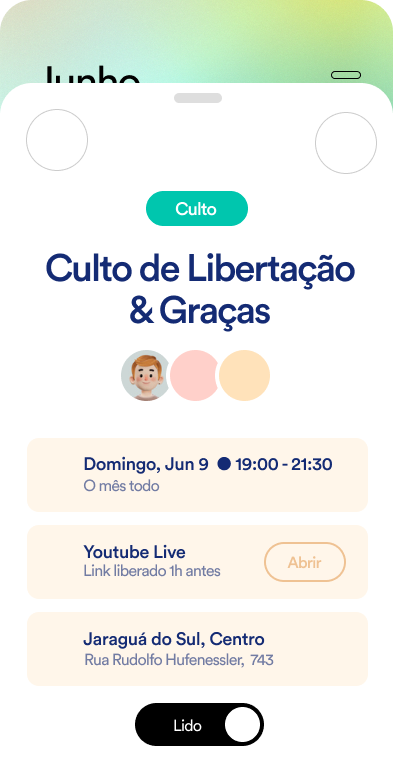 Junho
Culto
Culto de Libertação
& Graças
Domingo, Jun 9 ● 19:00 - 21:30
O mês todo
Youtube Live
Link liberado 1h antes
Abrir
Jaraguá do Sul, Centro
Rua Rudolfo Hufenessler, 743
Lido